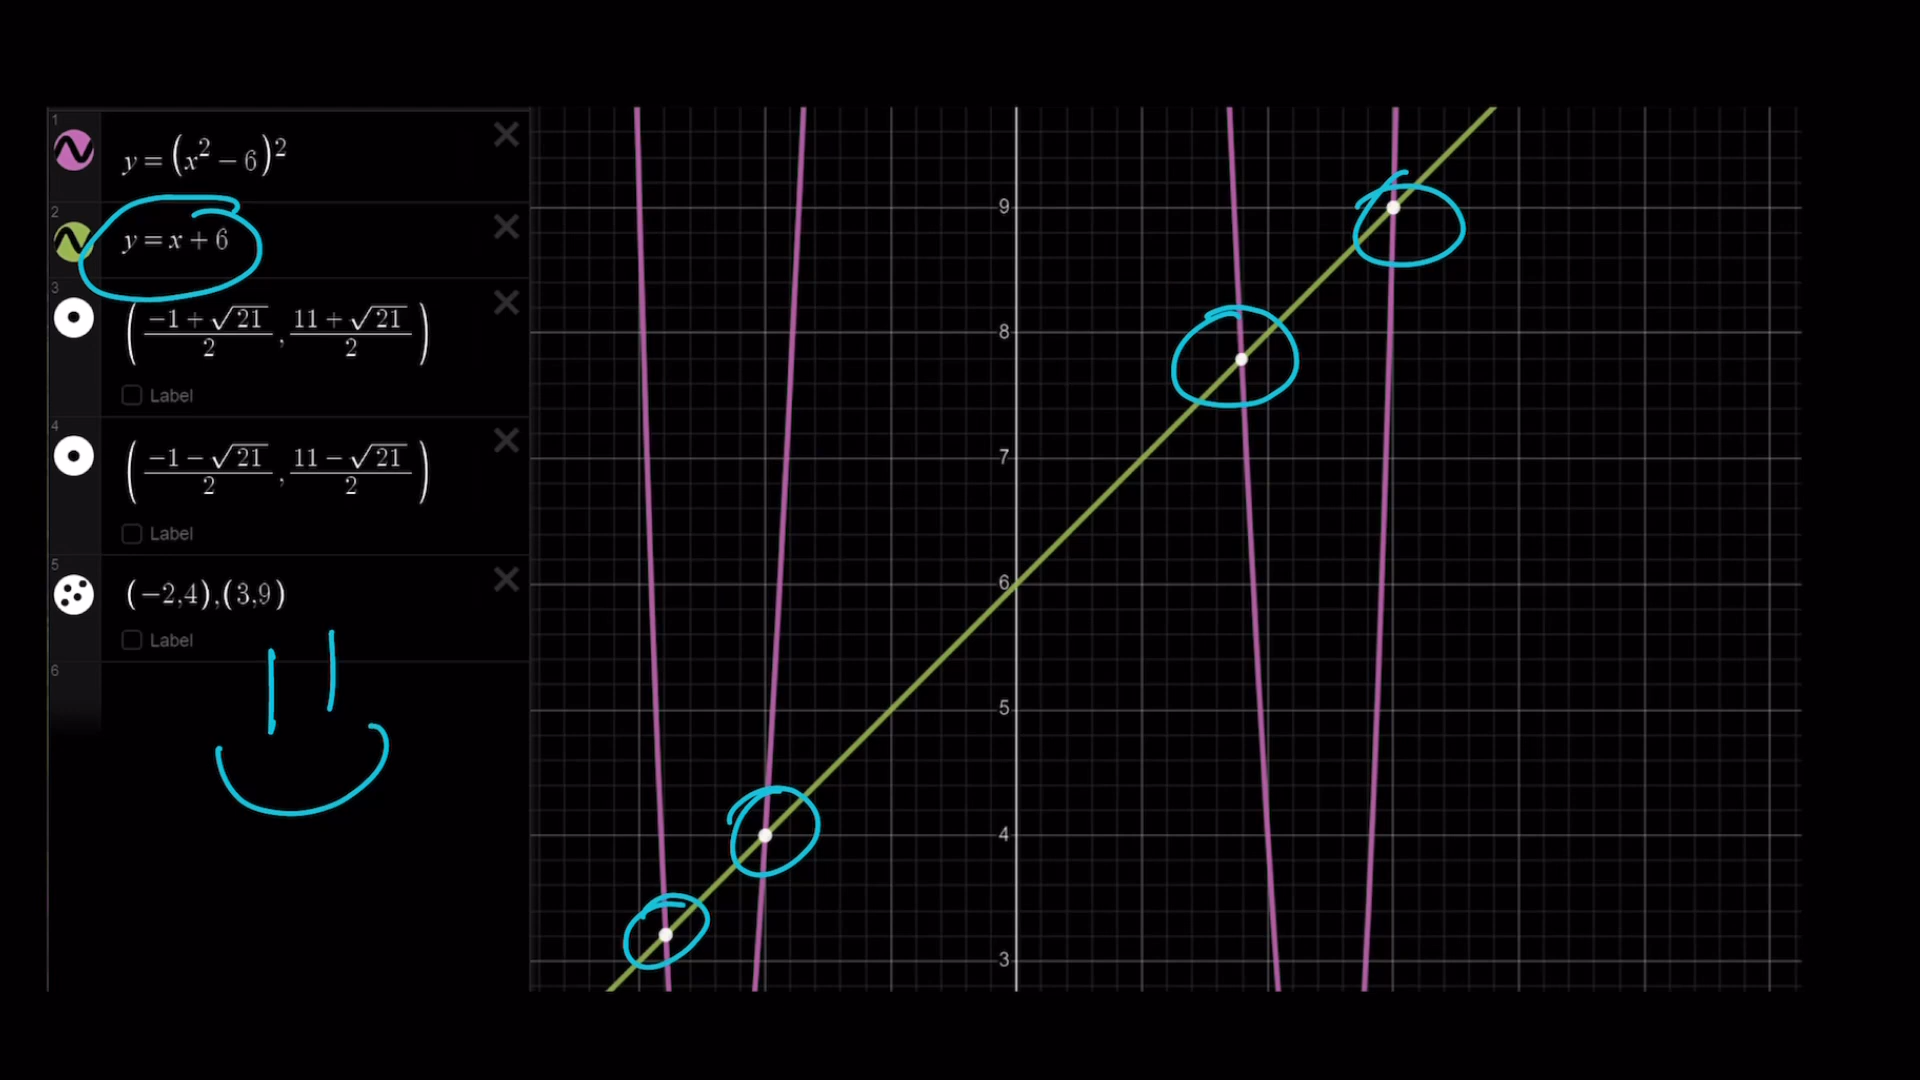 1
y = (x² − 6)²
2
y = x + 6
3
((−1 + √21)/2, (11 + √21)/2)
Label
4
((−1 − √21)/2, (11 − √21)/2)
Label
5
(−2,4),(3,9)
Label
6
9
8
7
6
5
4
3